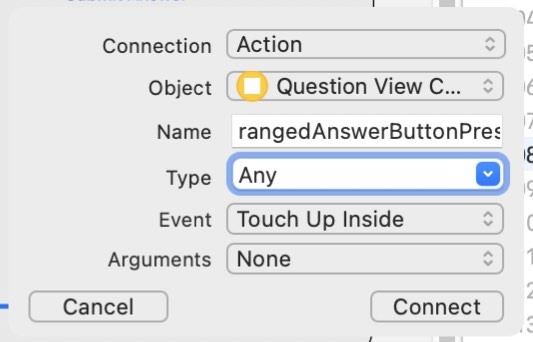 Connection Action
Object Question View C...
Name rangedAnswerButtonPres
Type Any
Event Touch Up Inside
Arguments None
Cancel Connect